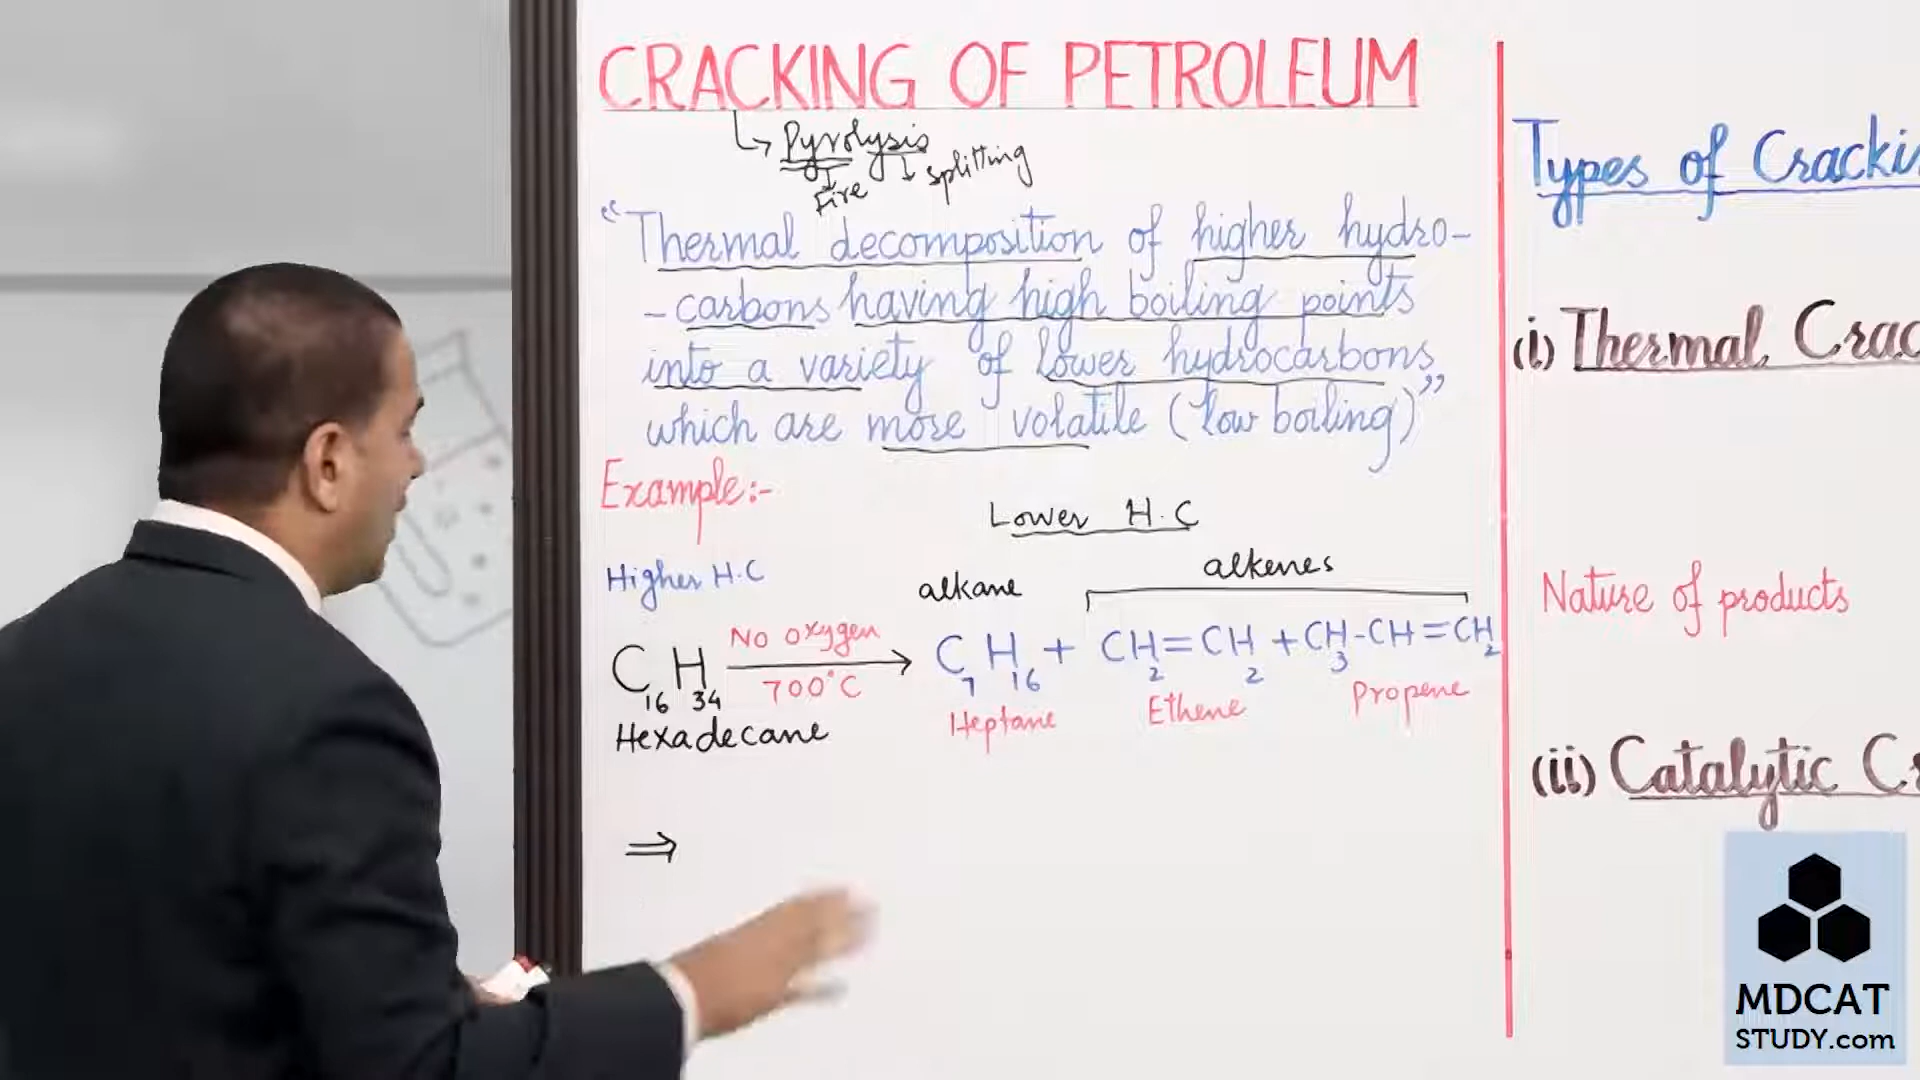 CRACKING OF PETROLEUM
↳ Pyrolysis
Fire
splitting
"Thermal decomposition of higher hydro-
-carbons having high boiling points
into a variety of lower hydrocarbons
which are more volatile (low boiling)"
Example:-
Lower H.C
Higher H.C
alkane
alkenes
No oxygen
C₁₆H₃₄ → C₇H₁₆ + CH₂=CH₂ + CH₃-CH=CH₂
700°C
Hexadecane
Heptane
Ethene
Propene
⇒
Types of
(i) Thermal
Nature of products
(ii) Catalytic
MDCAT
STUDY.com